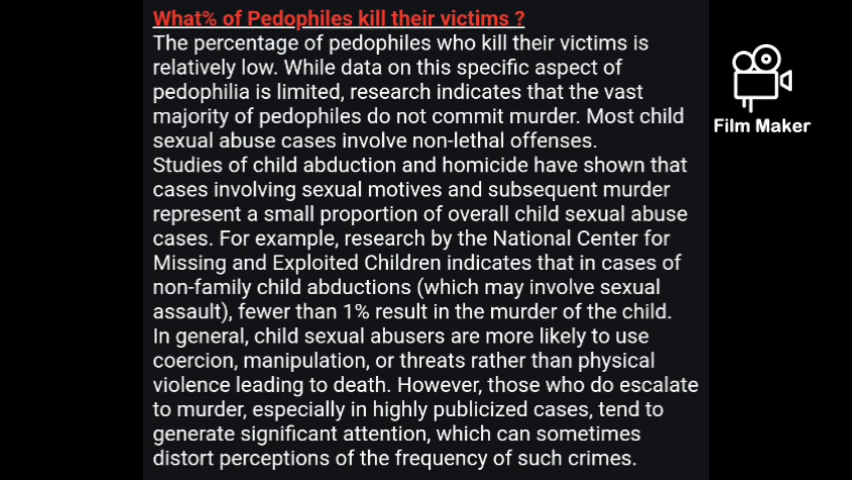 What% of Pedophiles kill their victims ?
The percentage of pedophiles who kill their victims is
relatively low. While data on this specific aspect of
pedophilia is limited, research indicates that the vast
majority of pedophiles do not commit murder. Most child
sexual abuse cases involve non-lethal offenses.
Studies of child abduction and homicide have shown that
cases involving sexual motives and subsequent murder
represent a small proportion of overall child sexual abuse
cases. For example, research by the National Center for
Missing and Exploited Children indicates that in cases of
non-family child abductions (which may involve sexual
assault), fewer than 1% result in the murder of the child.
In general, child sexual abusers are more likely to use
coercion, manipulation, or threats rather than physical
violence leading to death. However, those who do escalate
to murder, especially in highly publicized cases, tend to
generate significant attention, which can sometimes
distort perceptions of the frequency of such crimes.
Film Maker